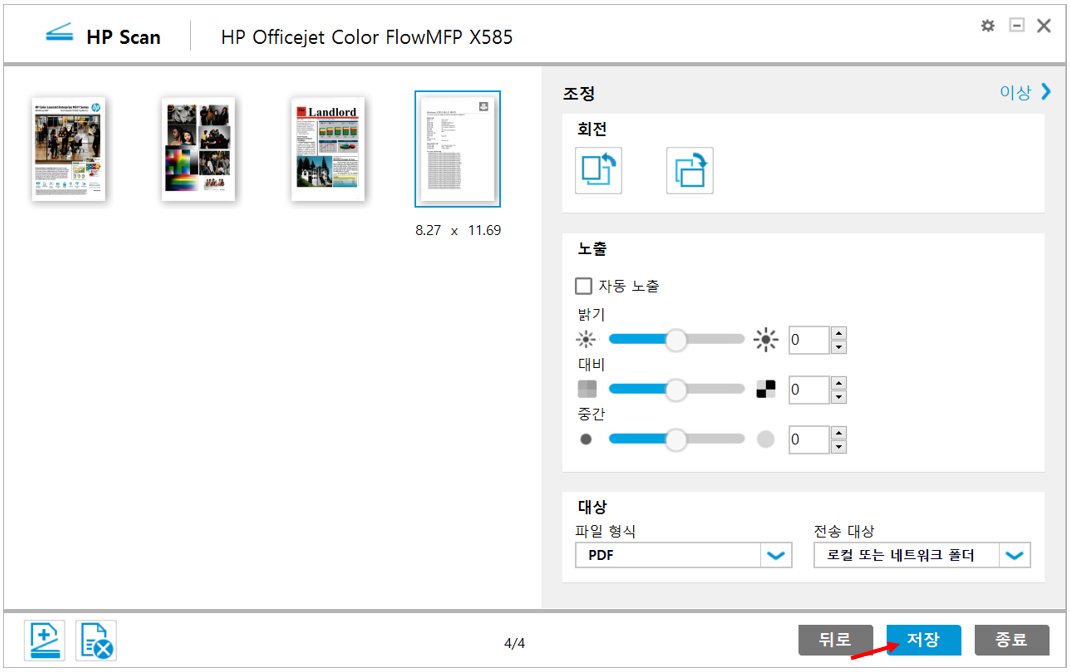 HP Scan
HP Officejet Color FlowMFP X585
Landlord
8.27 x 11.69
조정
이상
회전
노출
자동 노출
밝기
0
대비
0
중간
0
대상
파일 형식
전송 대상
PDF
로컬 또는 네트워크 폴더
4/4
뒤로
저장
종료